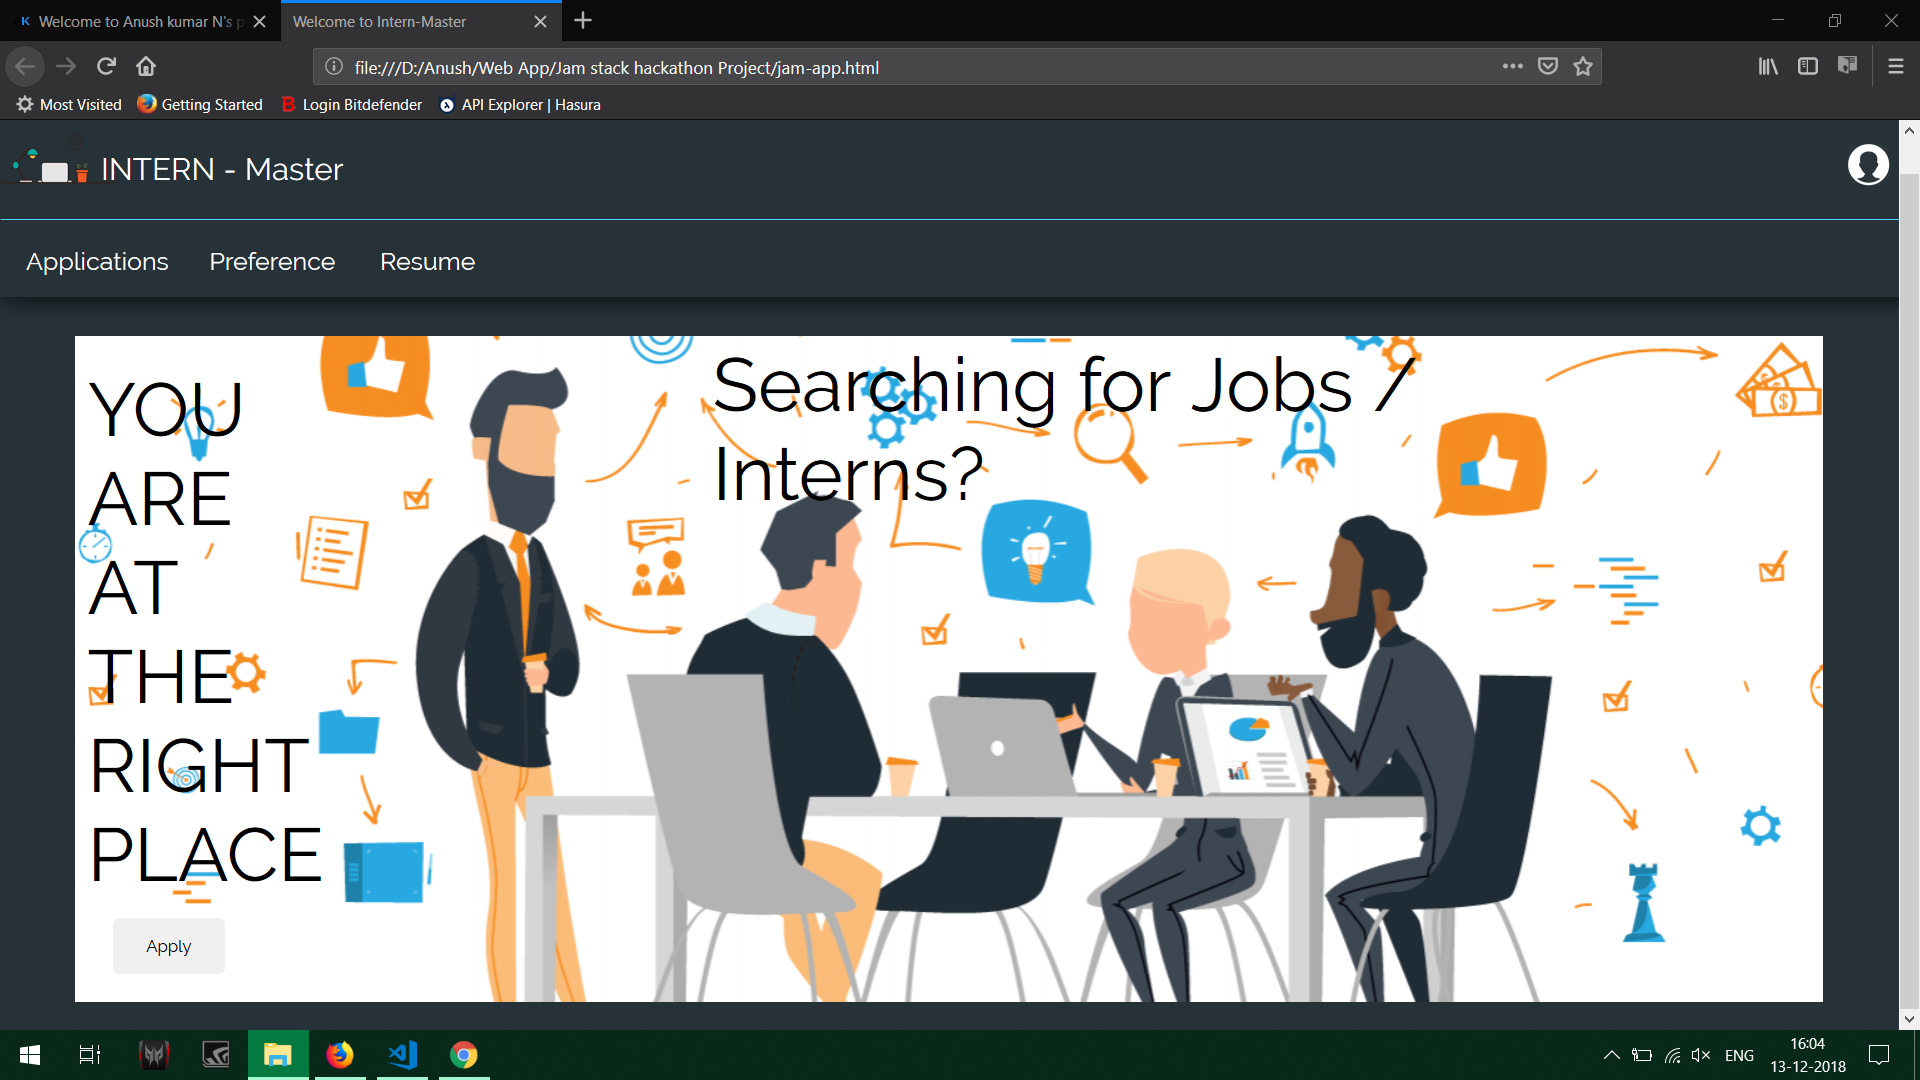 K Welcome to Anush kumar N's p
Welcome to Intern-Master
file:///D:/Anush/Web App/Jam stack hackathon Project/jam-app.html
Most Visited
Getting Started
B Login Bitdefender
API Explorer | Hasura
INTERN - Master
Applications
Preference
Resume
Searching for Jobs /
Interns?
YOU
ARE
AT
THE
RIGHT
PLACE
Apply
ENG
16:04
13-12-2018